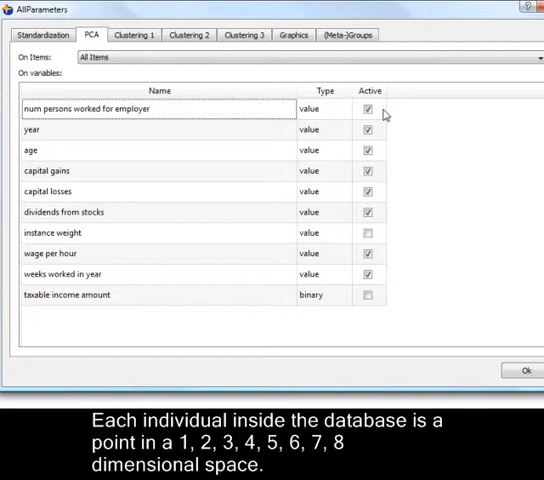 AllParameters
Standardization PCA Clustering 1 Clustering 2 Clustering 3 Graphics (Meta-)Groups
On Items: All Items
On variables:
Name Type Active
num persons worked for employer value
year value
age value
capital gains value
capital losses value
dividends from stocks value
instance weight value
wage per hour value
weeks worked in year value
taxable income amount binary
Ok
Each individual inside the database is a
point in a 1, 2, 3, 4, 5, 6, 7, 8
dimensional space.